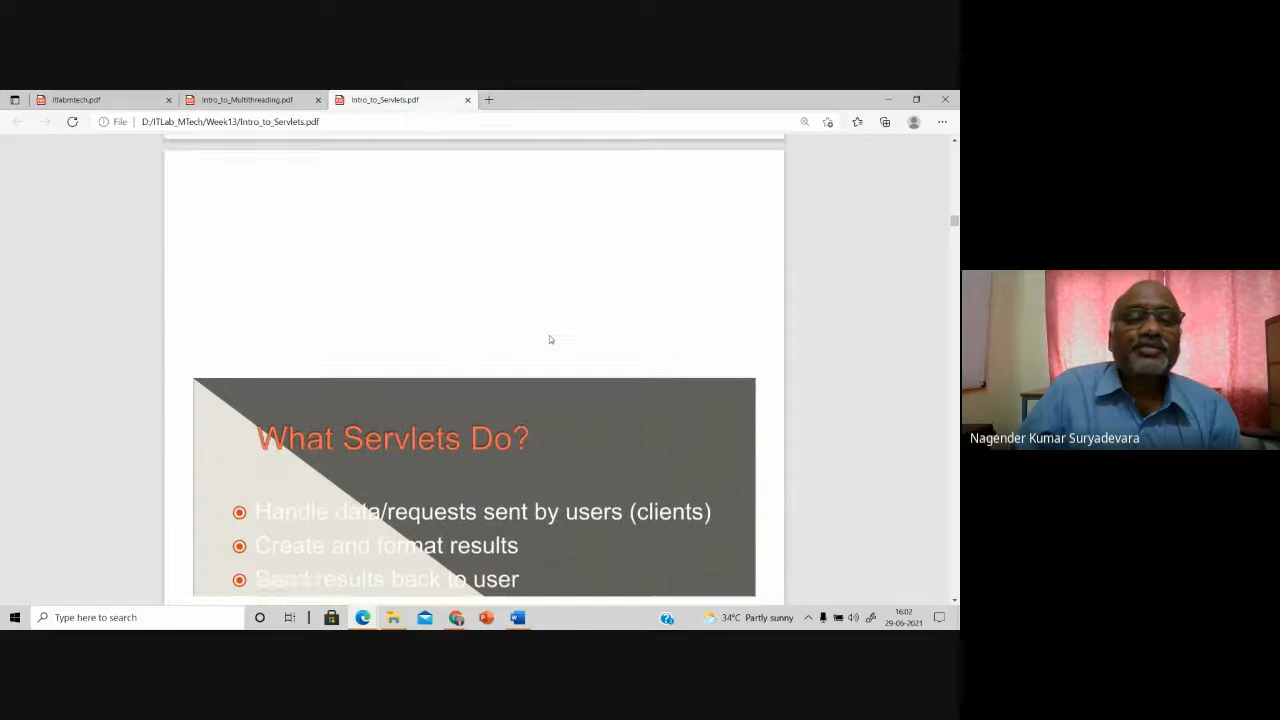 itlabmtech.pdf
Intro_to_Multithreading.pdf
Intro_to_Servlets.pdf
File
D:/ITLab_MTech/Week13/Intro_to_Servlets.pdf
What Servlets Do?
Handle data/requests sent by users (clients)
Create and format results
Send results back to user
Nagender Kumar Suryadevara
Type here to search
34°C Partly sunny
16:02
29-06-2021